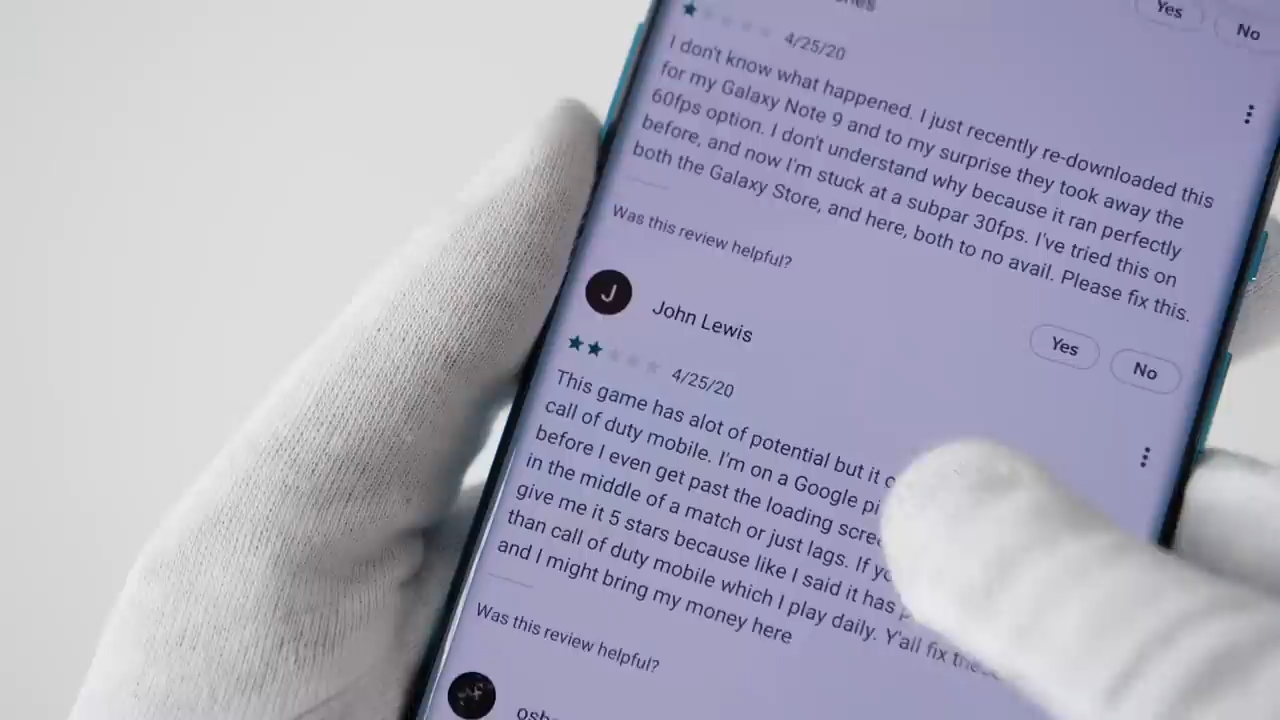 Yes
No
4/25/20
I don't know what happened. I just recently re-downloaded this
for my Galaxy Note 9 and to my surprise they took away the
60fps option. I don't understand why because it ran perfectly
before, and now I'm stuck at a subpar 30fps. I've tried this on
both the Galaxy Store, and here, both to no avail. Please fix this.
Was this review helpful?
Yes
No
J
John Lewis
4/25/20
This game has alot of potential but it
call of duty mobile. I'm on a Google
before I even get past the loading
in the middle of a match or just lags. If
give me it 5 stars because like I said it has
than call of duty mobile which I play daily. Y'all fix
and I might bring my money here
Was this review helpful?